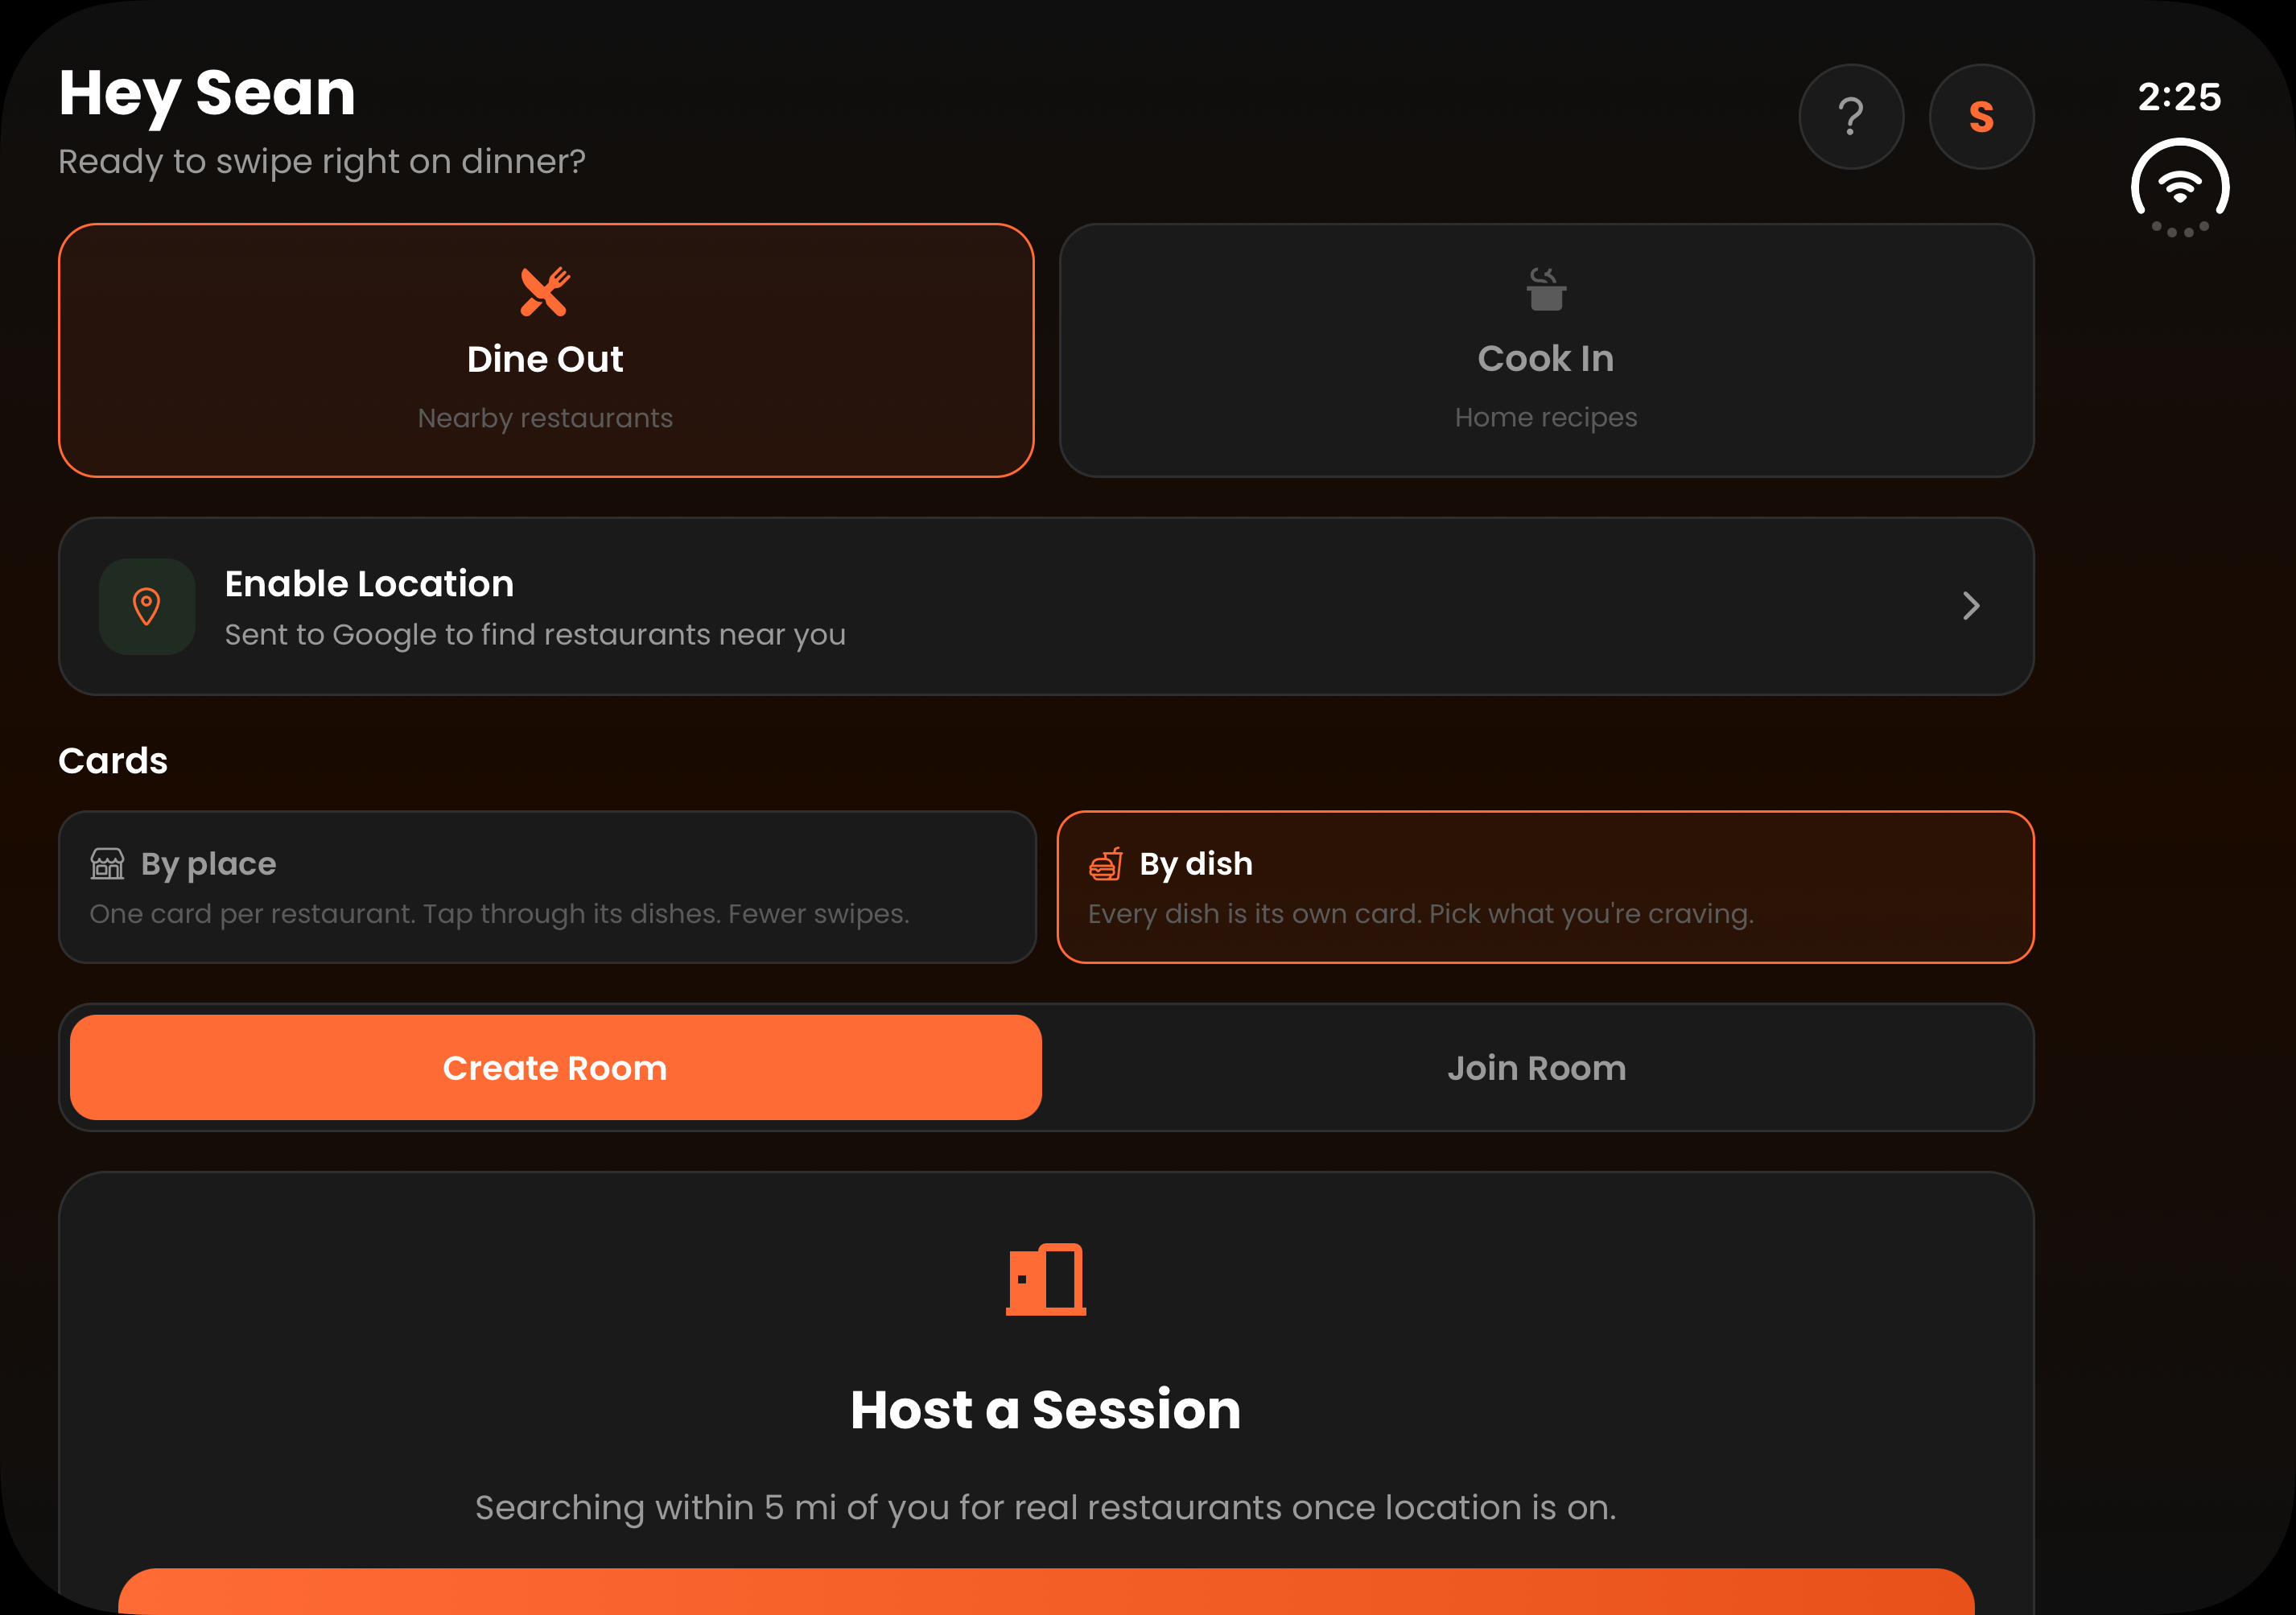 Hey Sean
Ready to swipe right on dinner?
?
S
2:25
Dine Out
Nearby restaurants
Cook In
Home recipes
Enable Location
Sent to Google to find restaurants near you
Cards
By place
One card per restaurant. Tap through its dishes. Fewer swipes.
By dish
Every dish is its own card. Pick what you're craving.
Create Room
Join Room
Host a Session
Searching within 5 mi of you for real restaurants once location is on.